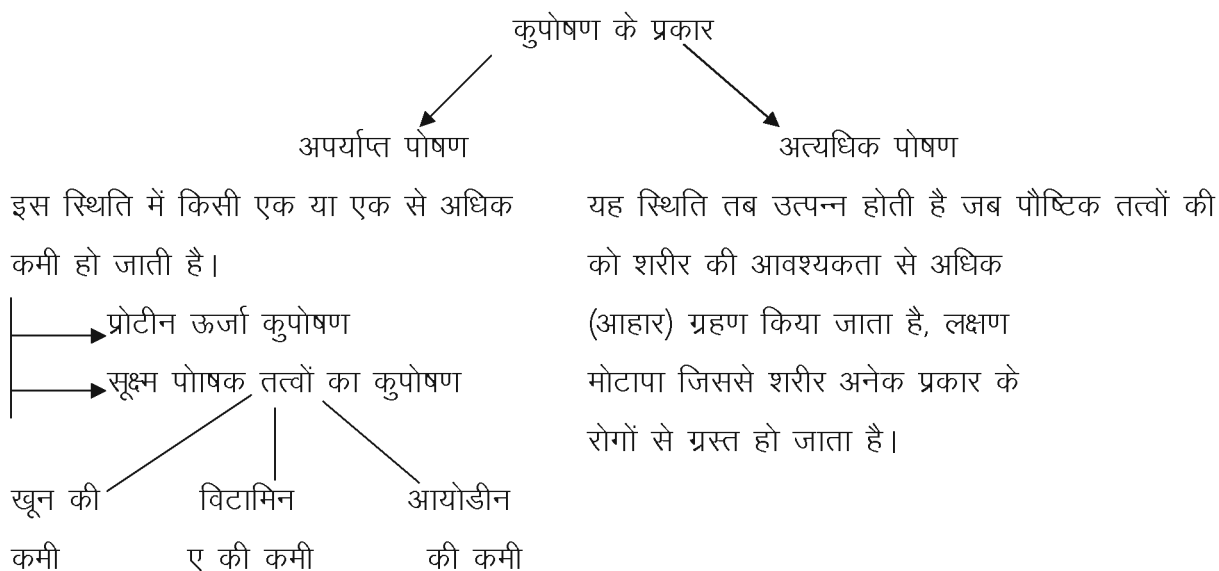 कुपोषण के प्रकार
अपर्याप्त पोषण
इस स्थिति में किसी एक या एक से अधिक
कमी हो जाती है।
प्रोटीन ऊर्जा कुपोषण
सूक्ष्म पोाषक तत्वों का कुपोषण
खून की
कमी
विटामिन
ए की कमी
आयोडीन
की कमी
अत्यधिक पोषण
यह स्थिति तब उत्पन्न होती है जब पौष्टिक तत्वों की
को शरीर की आवश्यकता से अधिक
(आहार) ग्रहण किया जाता है, लक्षण
मोटापा जिससे शरीर अनेक प्रकार के
रोगों से ग्रस्त हो जाता है।